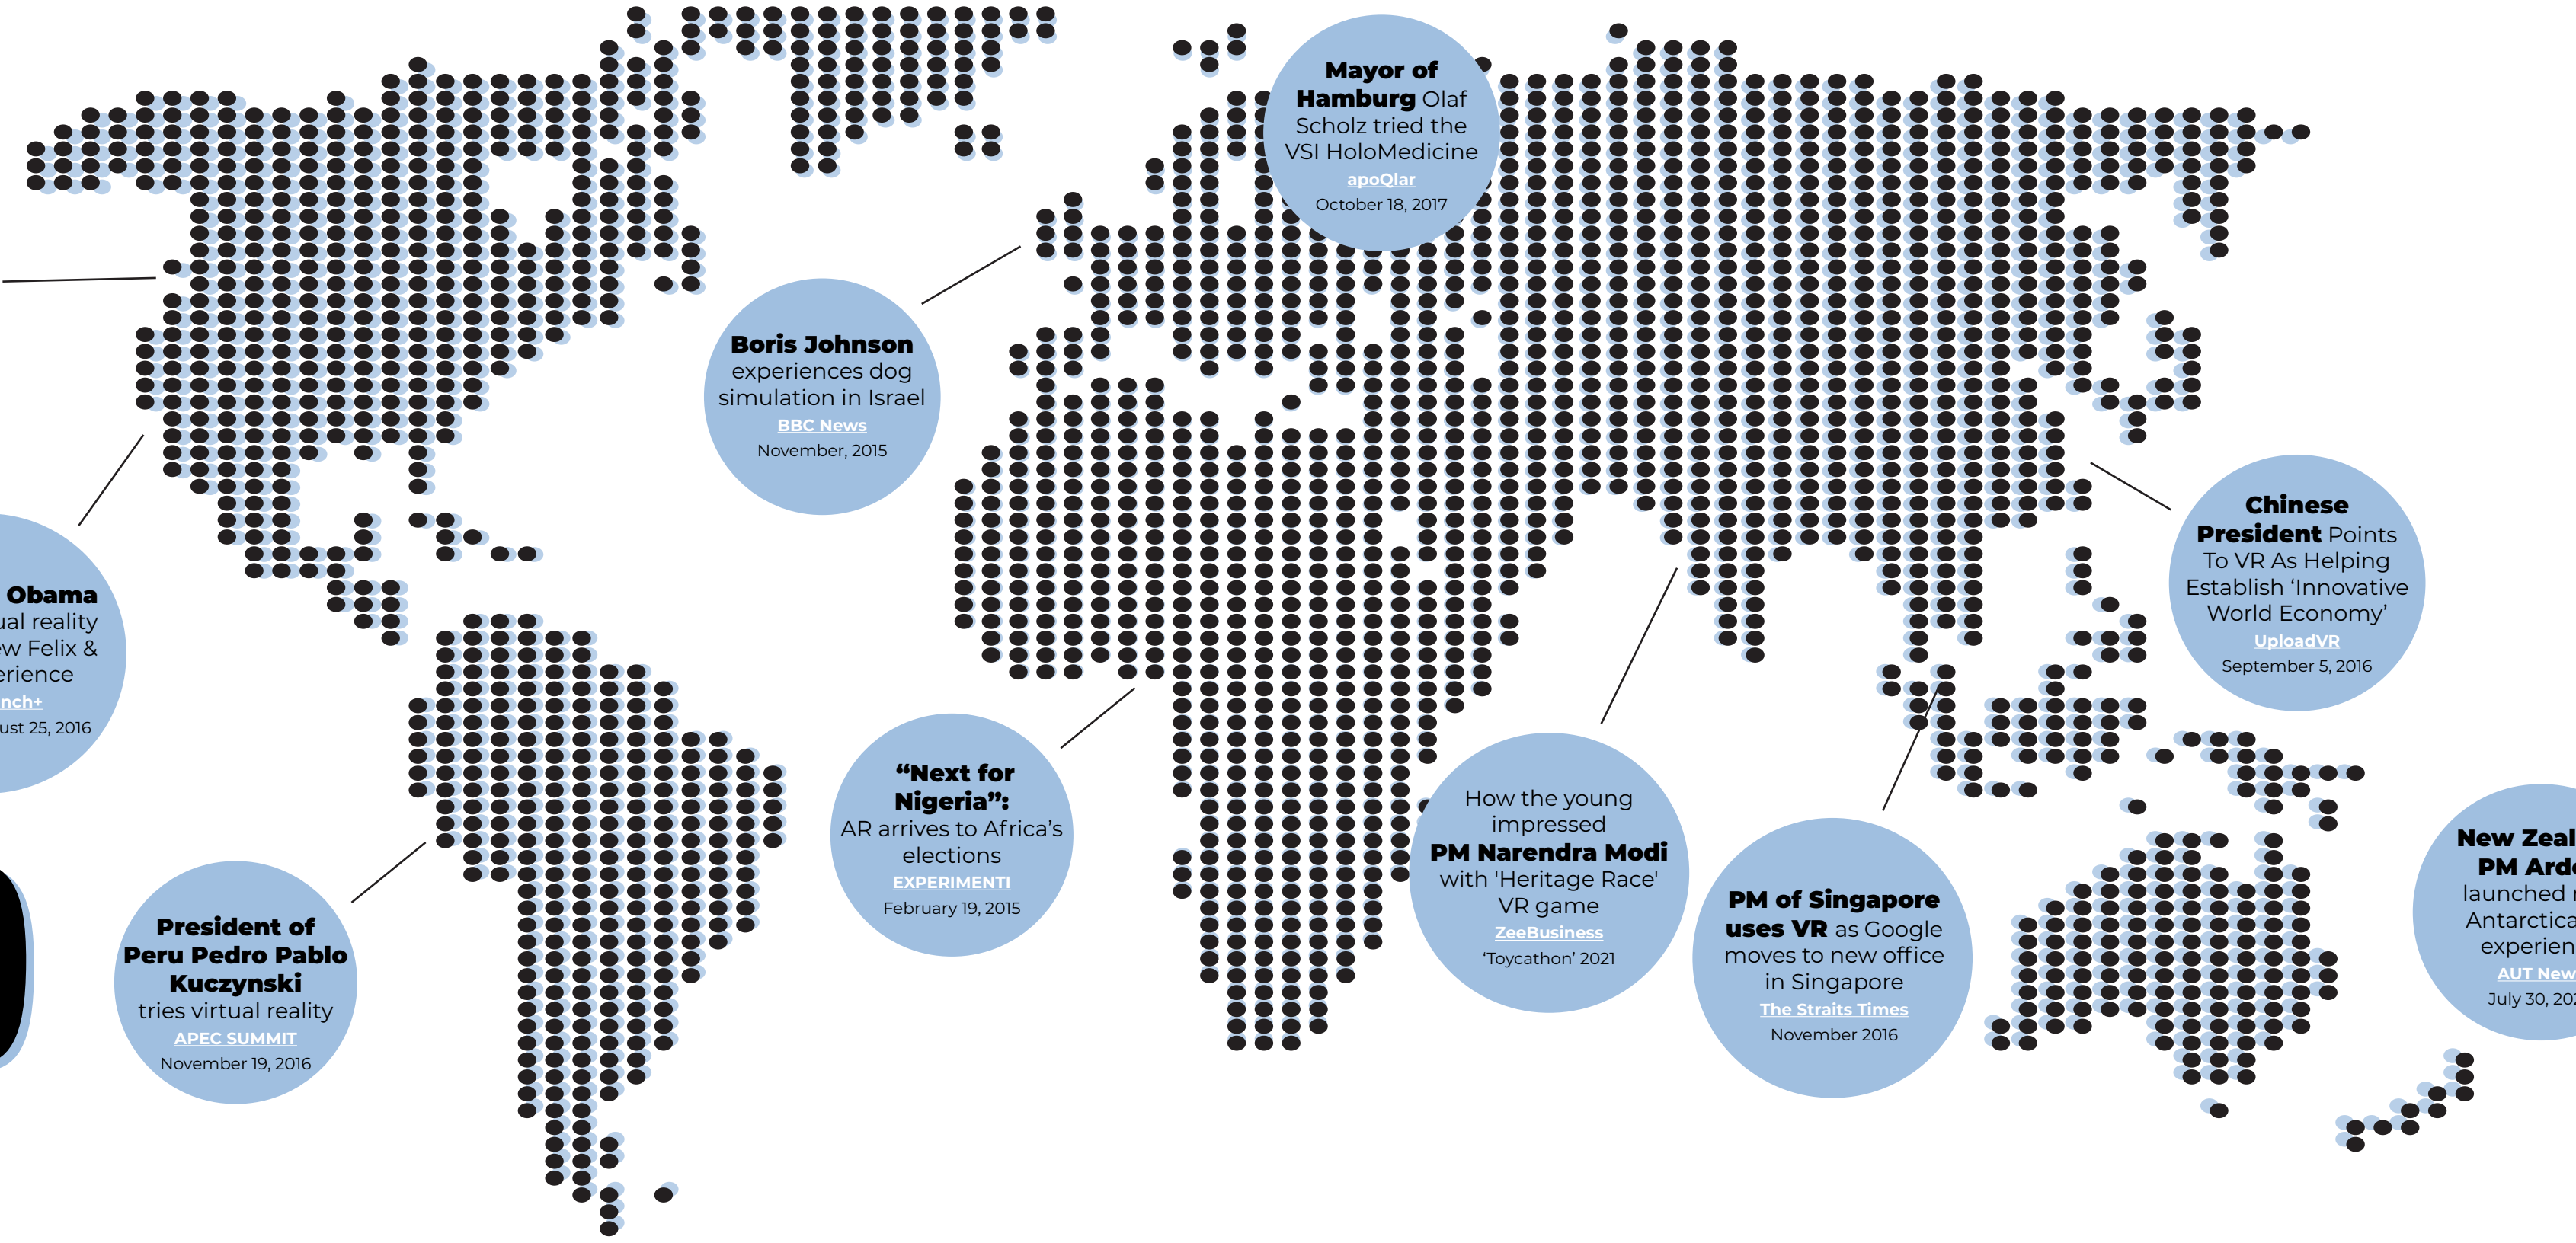 Mayor of
Hamburg Olaf
Scholz tried the
VSI HoloMedicine
apoQlar
October 18, 2017
Boris Johnson
experiences dog
simulation in Israel
BBC News
November, 2015
Chinese
President Points
To VR As Helping
Establish ‘Innovative
World Economy’
UploadVR
September 5, 2016
Obama
ual reality
ew Felix &
erience
nch+
ust 25, 2016
“Next for
Nigeria”:
AR arrives to Africa’s
elections
EXPERIMENTI
February 19, 2015
How the young
impressed
PM Narendra Modi
with 'Heritage Race'
VR game
ZeeBusiness
‘Toycathon’ 2021
PM of Singapore
uses VR as Google
moves to new office
in Singapore
The Straits Times
November 2016
President of
Peru Pedro Pablo
Kuczynski
tries virtual reality
APEC SUMMIT
November 19, 2016
New Zeal
PM Ard
launched
Antarctica
experien
AUT New
July 30, 20